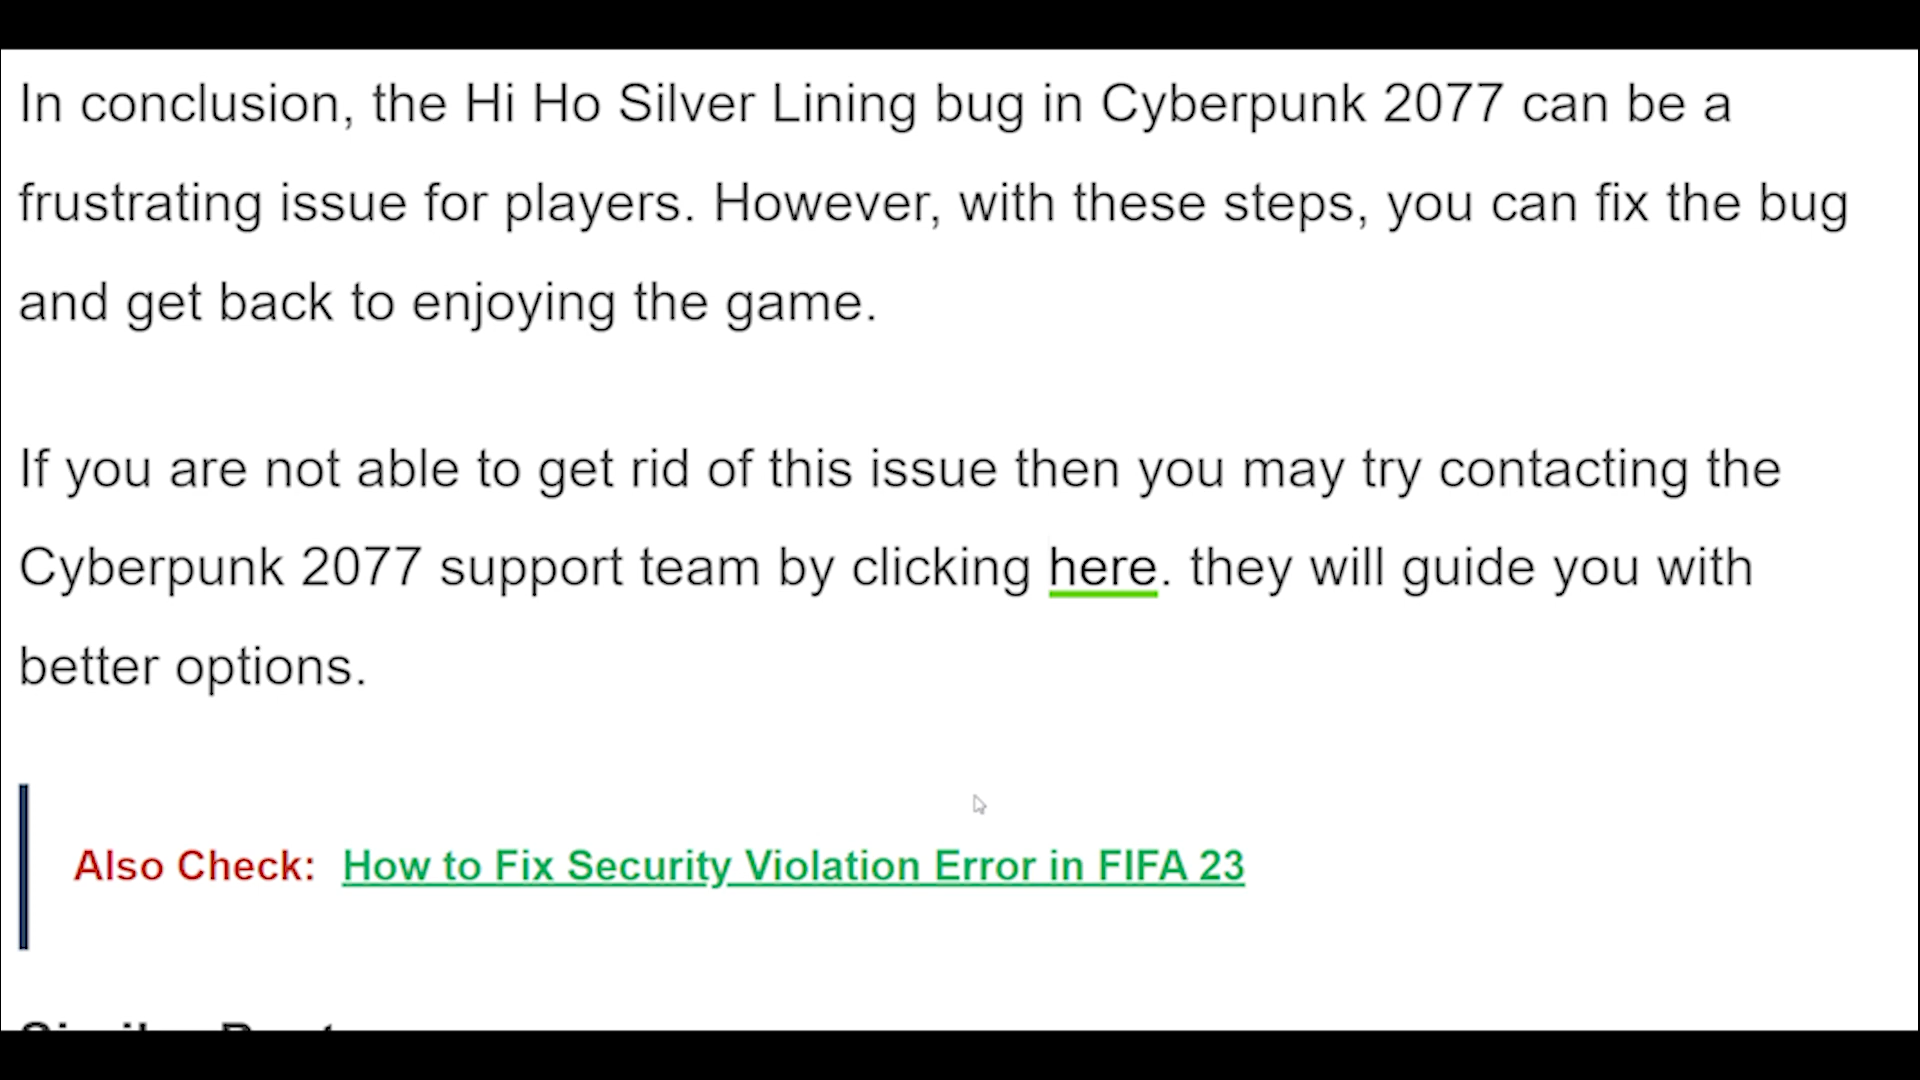 In conclusion, the Hi Ho Silver Lining bug in Cyberpunk 2077 can be a
frustrating issue for players. However, with these steps, you can fix the bug
and get back to enjoying the game.
If you are not able to get rid of this issue then you may try contacting the
Cyberpunk 2077 support team by clicking here. they will guide you with
better options.
Also Check: How to Fix Security Violation Error in FIFA 23